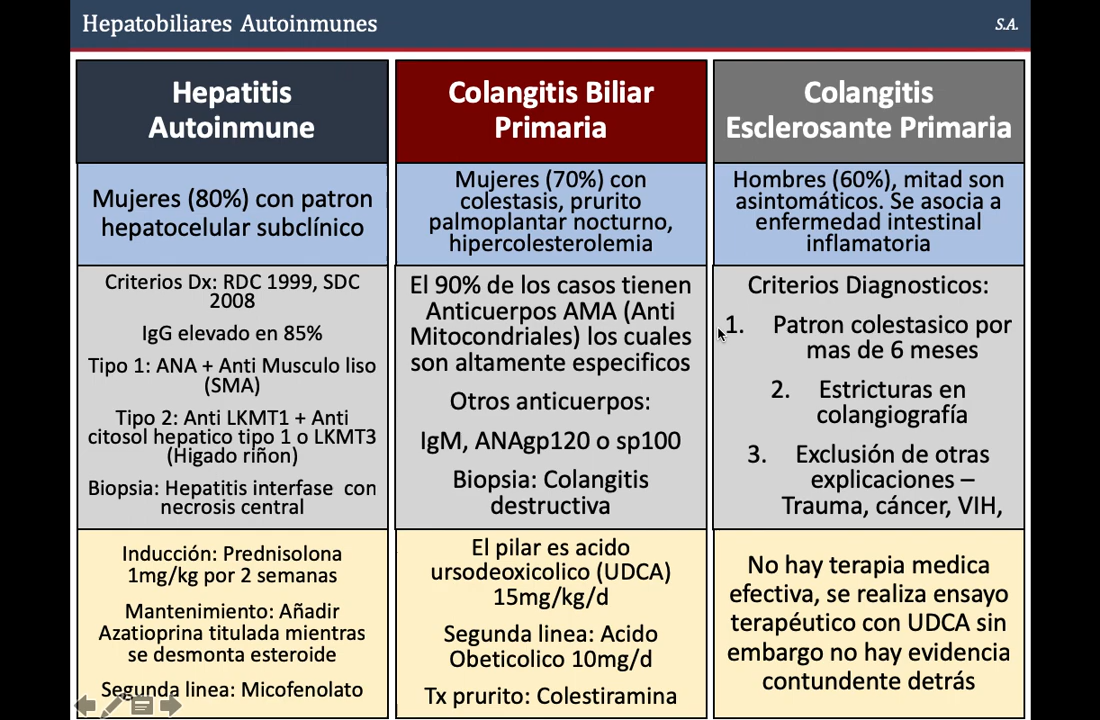 Hepatobiliares Autoinmunes
S.A.
Hepatitis
Autoinmune
Mujeres (80%) con patron
hepatocelular subclínico
Criterios Dx: RDC 1999, SDC
2008
IgG elevado en 85%
Tipo 1: ANA + Anti Musculo liso
(SMA)
Tipo 2: Anti LKMT1 + Anti
citosol hepatico tipo 1 o LKMT3
(Higado riñon)
Biopsia: Hepatitis interfase con
necrosis central
Inducción: Prednisolona
1mg/kg por 2 semanas
Mantenimiento: Añadir
Azatioprina titulada mientras
se desmonta esteroide
Segunda linea: Micofenolato
Colangitis Biliar
Primaria
Mujeres (70%) con
colestasis, prurito
palmoplantar nocturno,
hipercolesterolemia
El 90% de los casos tienen
Anticuerpos AMA (Anti
Mitocondriales) los cuales
son altamente especificos
Otros anticuerpos:
IgM, ANAgp120 o sp100
Biopsia: Colangitis
destructiva
El pilar es acido
ursodeoxicolico (UDCA)
15mg/kg/d
Segunda linea: Acido
Obeticolico 10mg/d
Tx prurito: Colestiramina
Colangitis
Esclerosante Primaria
Hombres (60%), mitad son
asintomáticos. Se asocia a
enfermedad intestinal
inflamatoria
Criterios Diagnosticos:
1. Patron colestasico por
mas de 6 meses
2. Estricturas en
colangiografía
3. Exclusión de otras
explicaciones –
Trauma, cáncer, VIH,
No hay terapia medica
efectiva, se realiza ensayo
terapéutico con UDCA sin
embargo no hay evidencia
contundente detrás